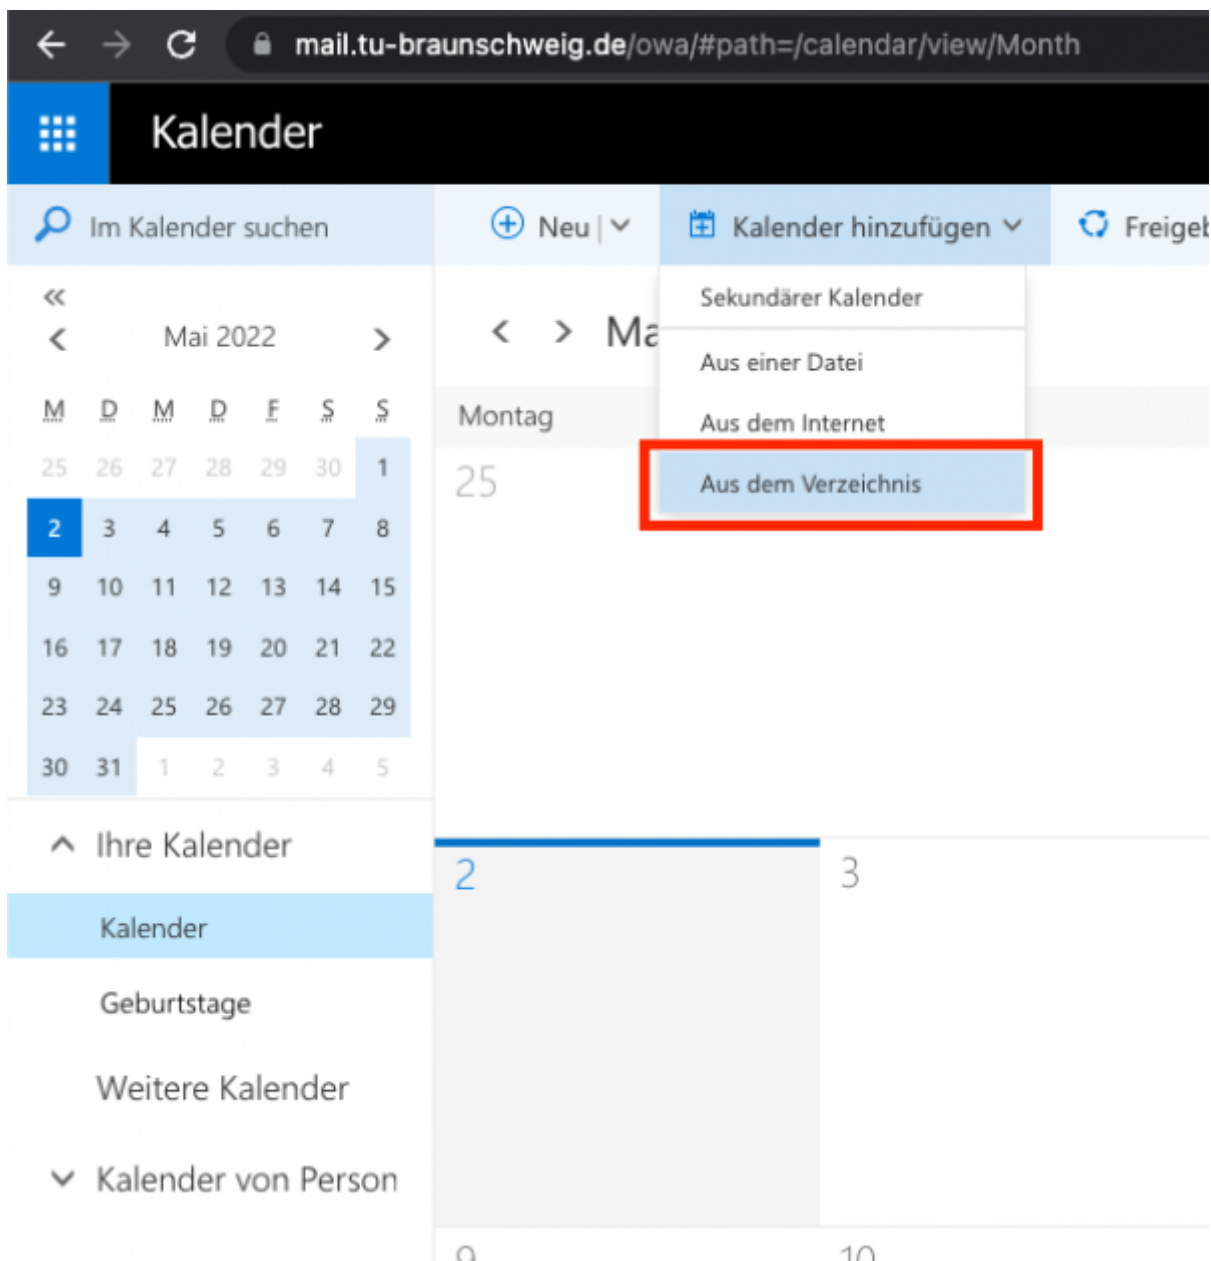 mail.tu-braunschweig.de/owa/#path=/calendar/view/Month
Kalender
Im Kalender suchen
Neu
Kalender hinzufügen
Sekundärer Kalender
Aus einer Datei
Aus dem Internet
Aus dem Verzeichnis
Mai 2022
M D M D F S S
25 26 27 28 29 30 1
2 3 4 5 6 7 8
9 10 11 12 13 14 15
16 17 18 19 20 21 22
23 24 25 26 27 28 29
30 31 1 2 3 4 5
Ihre Kalender
Kalender
Geburtstage
Weitere Kalender
Kalender von Person
Montag
25
2 3
9 10